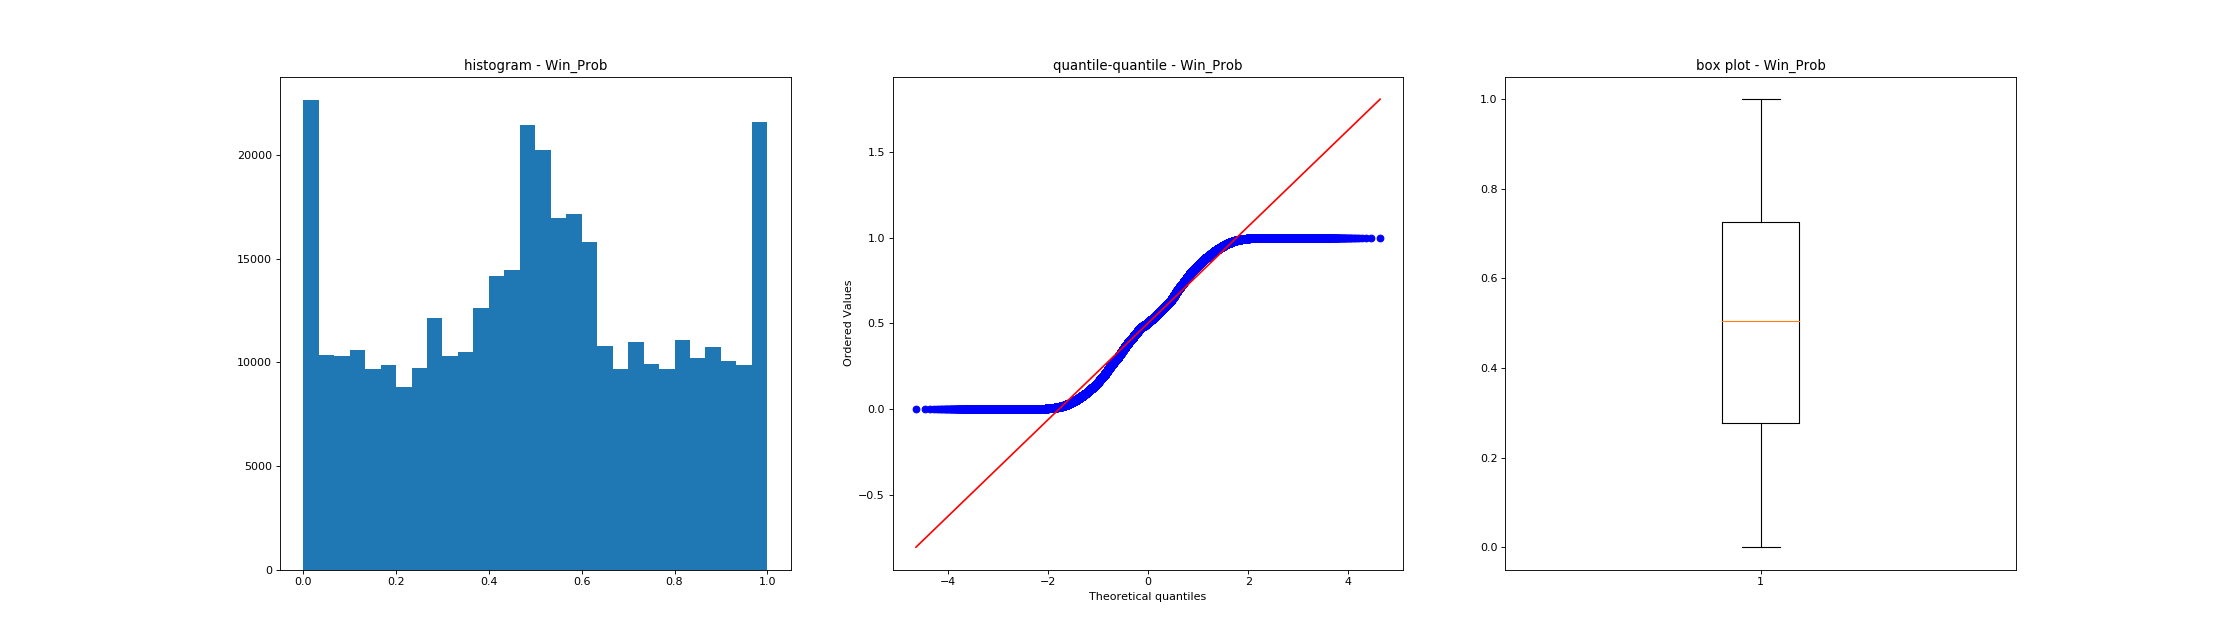 histogram - Win_Prob
20000
15000
10000
5000
0
0.0 0.2 0.4 0.6 0.8 1.0
quantile-quantile - Win_Prob
Ordered Values
1.5
1.0
0.5
0.0
−0.5
−4 −2 0 2 4
Theoretical quantiles
box plot - Win_Prob
1.0
0.8
0.6
0.4
0.2
0.0
1